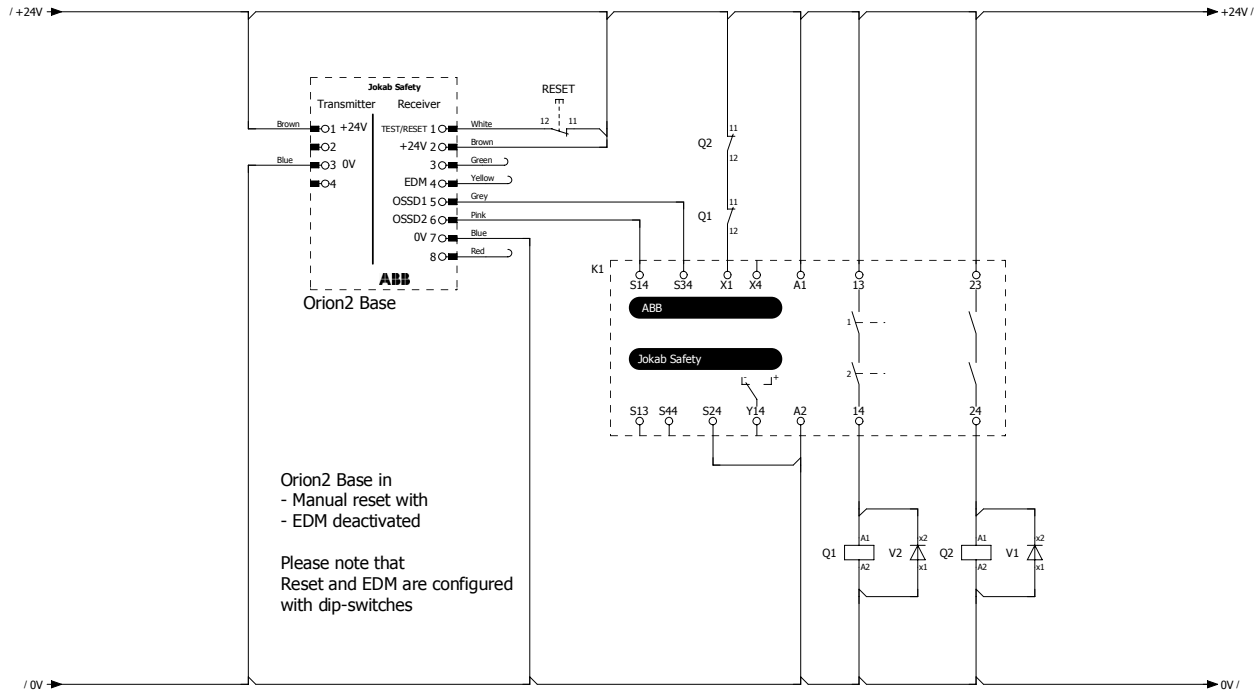 / +24V
+24V /
Jokab Safety
Transmitter Receiver
RESET
Brown 1 +24V TEST/RESET 1 White 12 11
2 +24V 2 Brown
Blue 3 0V 3 Green
4 EDM 4 Yellow
OSSD1 5 Grey
OSSD2 6 Pink
0V 7 Blue
8 Red
ABB
Orion2 Base
11
Q2
12
11
Q1
12
K1
S14 S34 X1 X4 A1 13 23
ABB
1
Jokab Safety
2
- +
S13 S44 S24 Y14 A2 14 24
Orion2 Base in
- Manual reset with
- EDM deactivated
Please note that
Reset and EDM are configured
with dip-switches
A1 x2 A1 x2
Q1 V2 Q2 V1
A2 x1 A2 x1
/ 0V
0V /